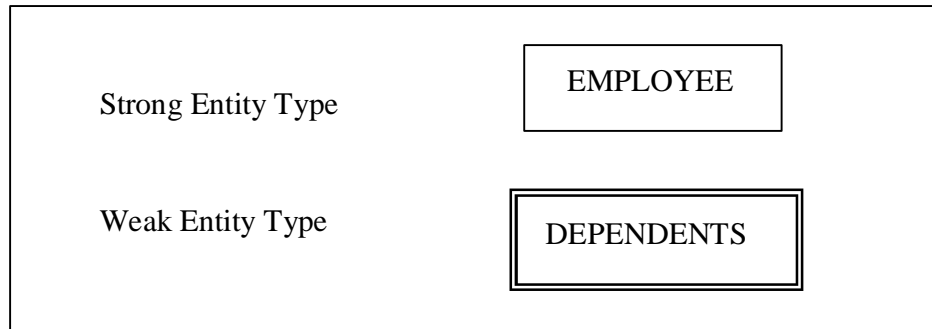 Strong Entity Type
EMPLOYEE
Weak Entity Type
DEPENDENTS